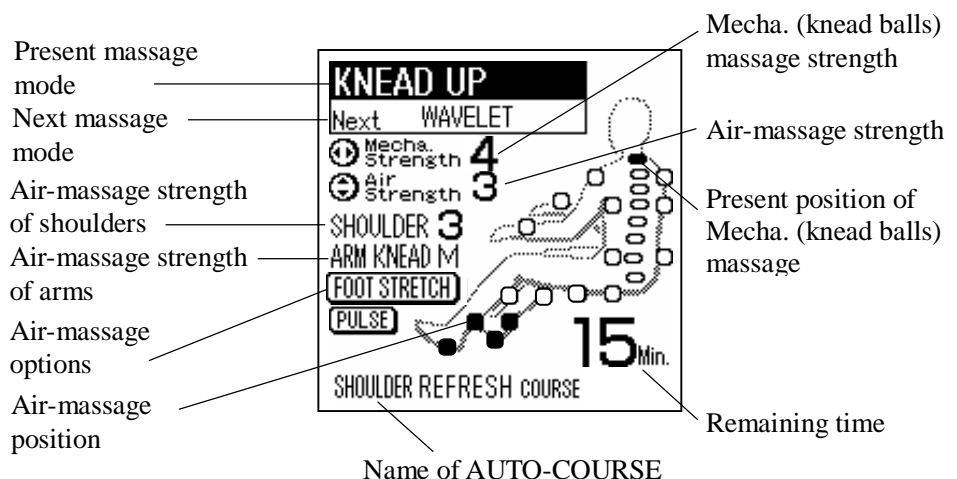 Present massage
mode
Next massage
mode
Air-massage strength
of shoulders
Air-massage strength
of arms
Air-massage
options
Air-massage
position
KNEAD UP
Next WAVELET
Mecha.
Strength 4
Air
Strength 3
SHOULDER 3
ARM KNEAD M
FOOT STRETCH
PULSE
15 Min.
SHOULDER REFRESH COURSE
Mecha. (knead balls)
massage strength
Air-massage strength
Present position of
Mecha. (knead balls)
massage
Remaining time
Name of AUTO-COURSE